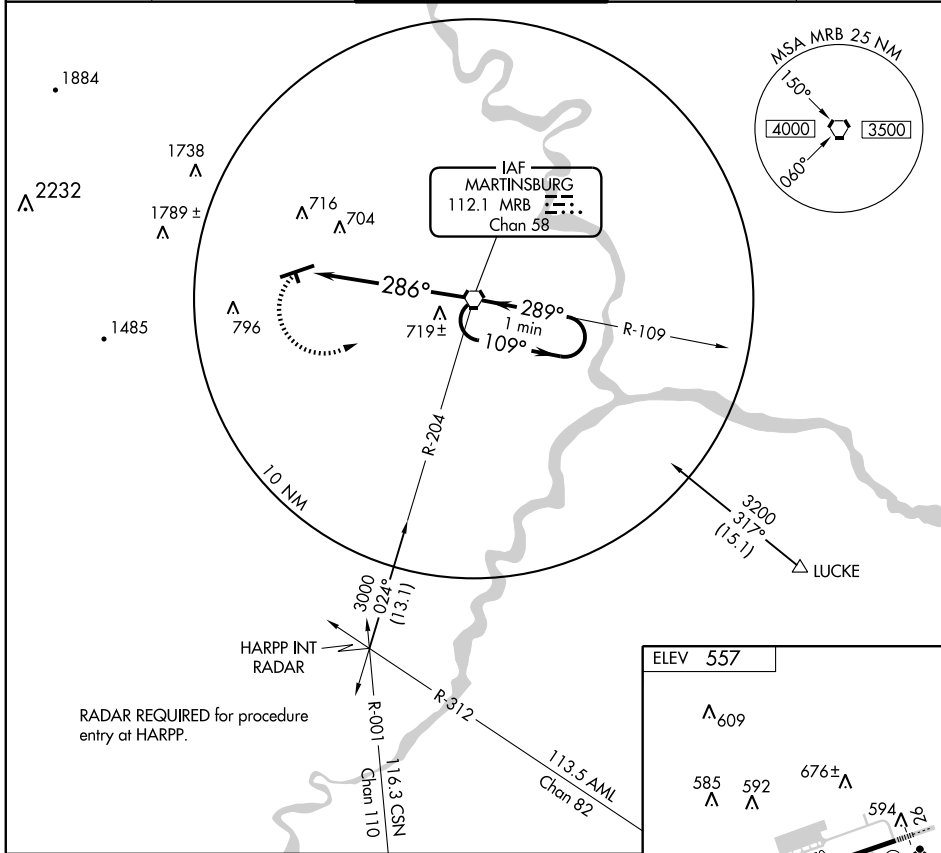 MSA MRB 25 NM
150°
4000
3500
060°
1884
1738
2232
1789 ±
716
704
IAF
MARTINSBURG
112.1 MRB
Chan 58
286°
289°
1 min
109°
R-109
796
719±
1485
R-204
10 NM
3200
317°
(15.1)
LUCKE
3000
024°
(13.1)
HARPP INT
RADAR
RADAR REQUIRED for procedure
entry at HARPP.
R-312
R-001
116.3 CSN
Chan 110
113.5 AML
Chan 82
ELEV 557
609
585
592
676±
594
26